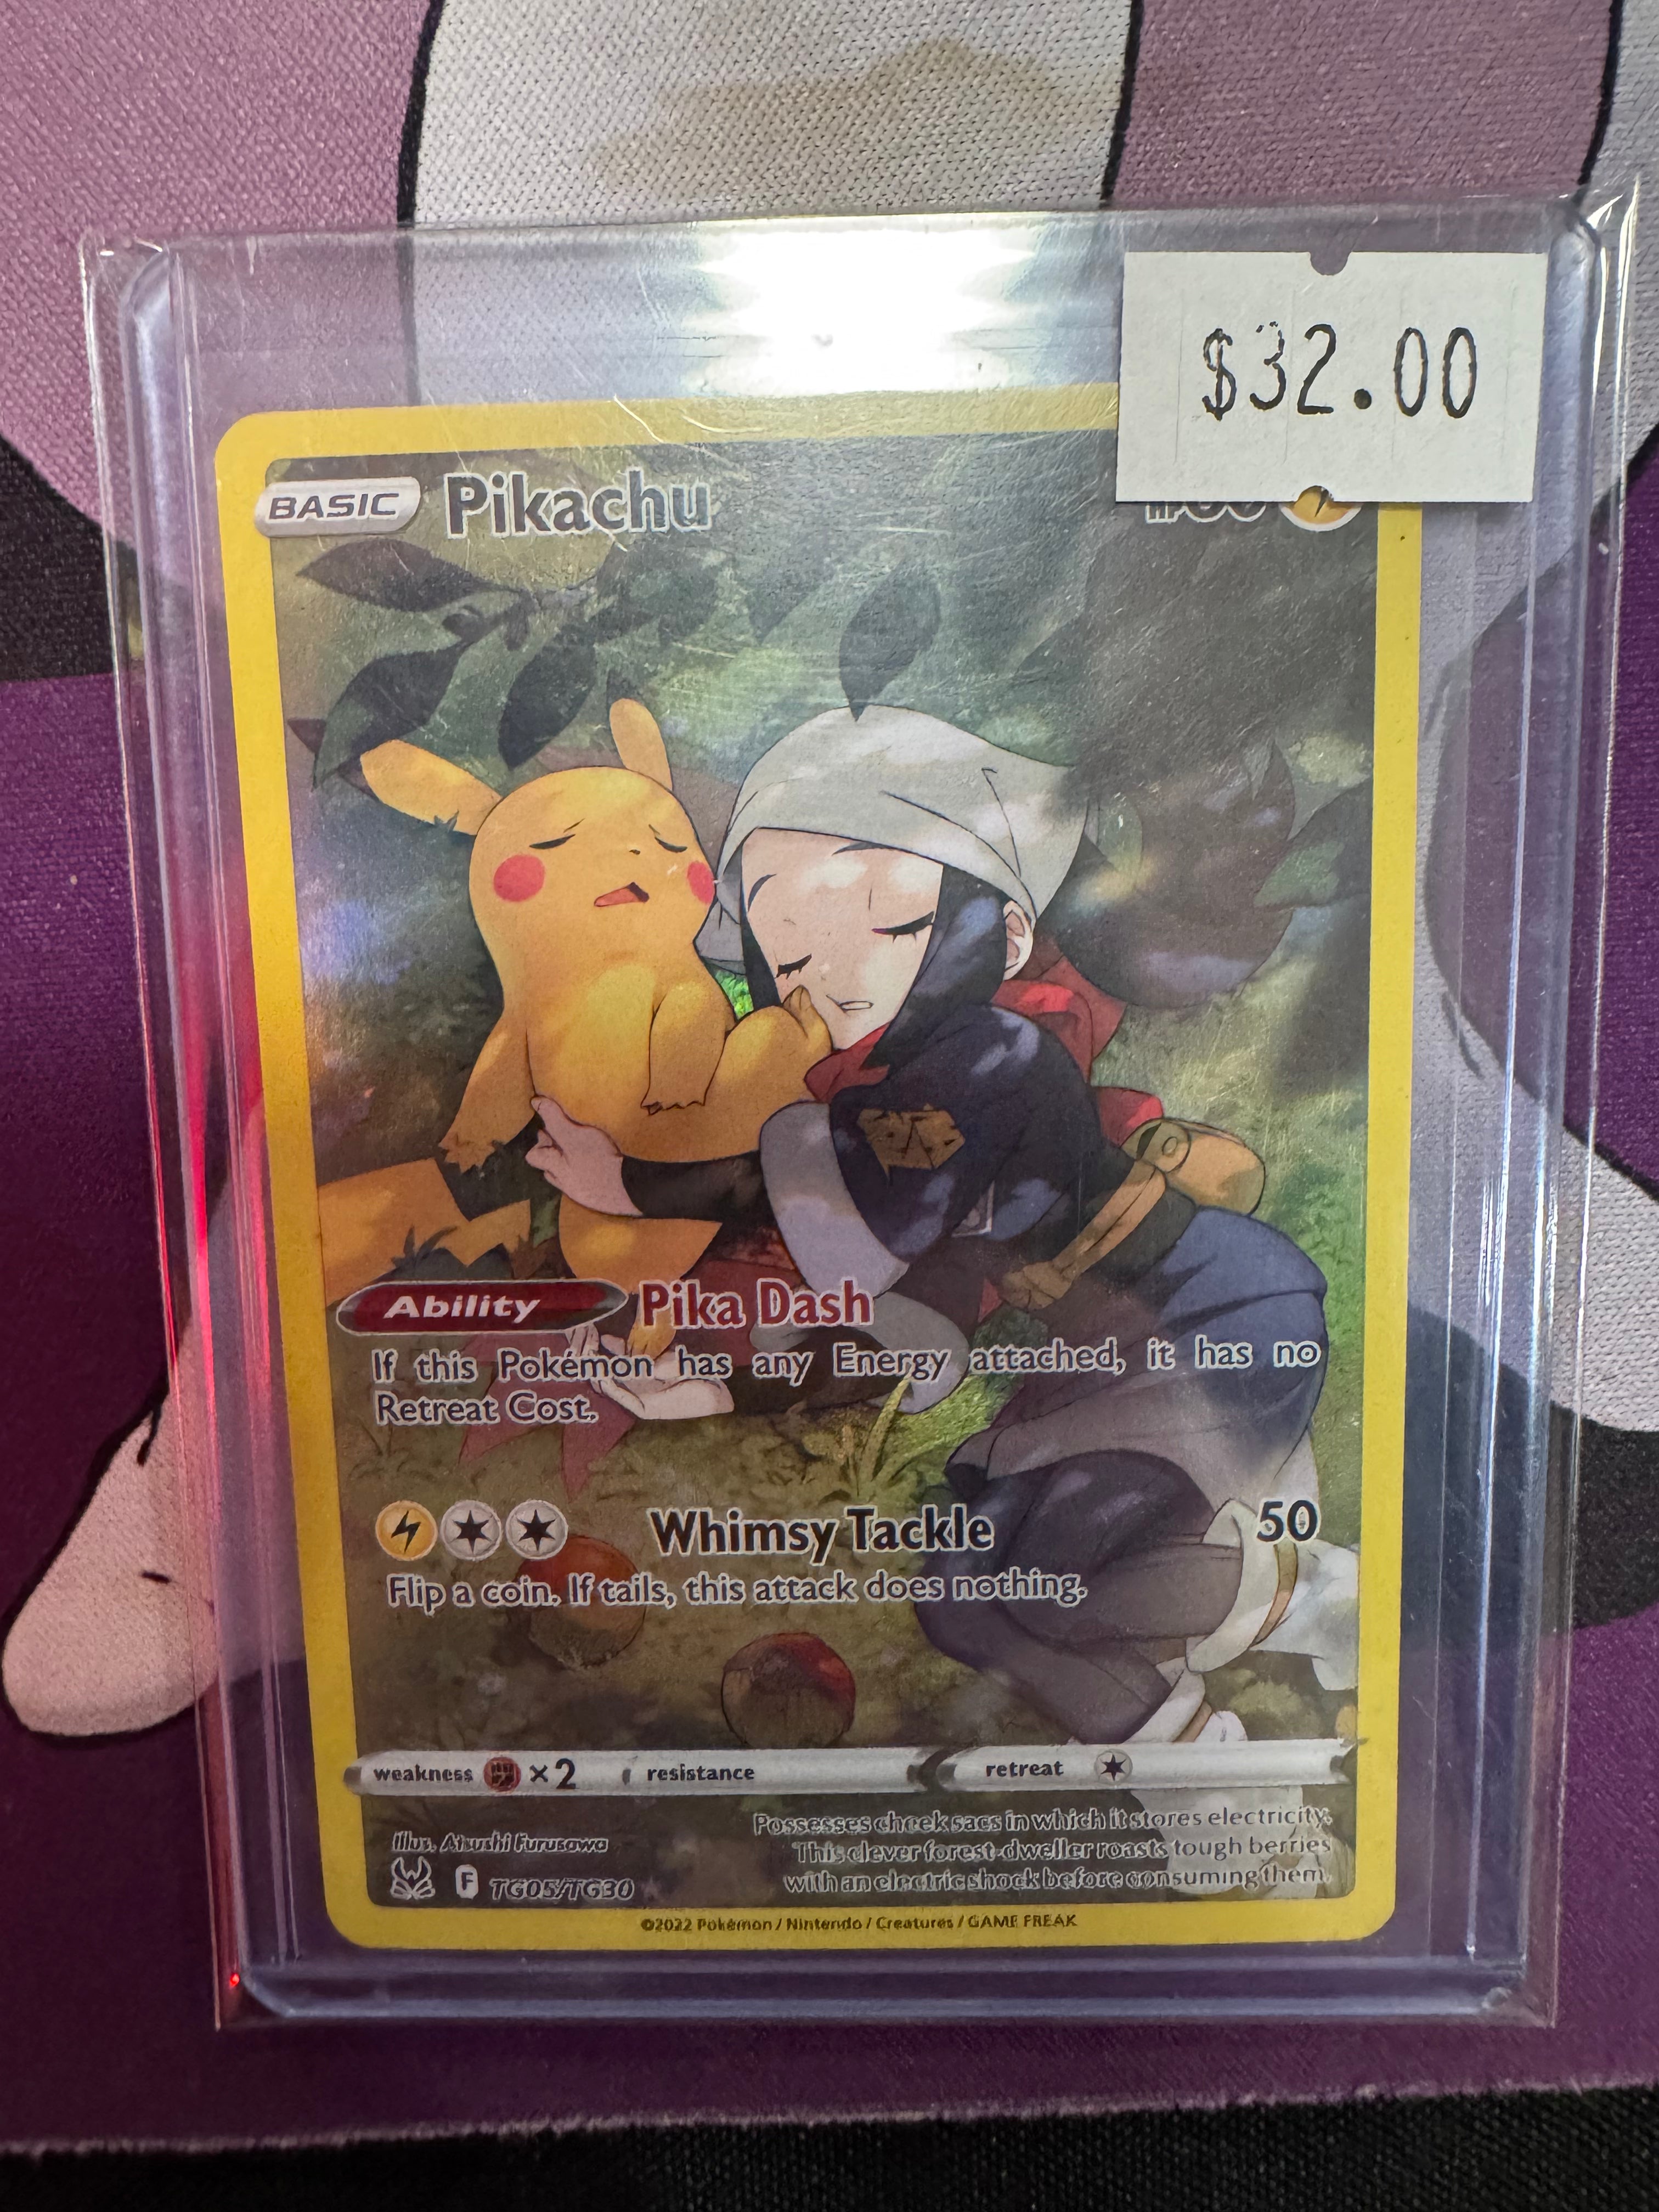 $32.00
BASIC Pikachu
Ability Pika Dash
If this Pokémon has any Energy attached, it has no
Retreat Cost.
Whimsy Tackle 50
Flip a coin. If tails, this attack does nothing.
weakness ×2 resistance retreat
Possesses cheek sacs in which it stores electricity.
Illus. Atsushi Furusawa
This clever forest-dweller roasts tough berries
with an electric shock before consuming them.
F TG05/TG30
©2022 Pokémon / Nintendo / Creatures / GAME FREAK